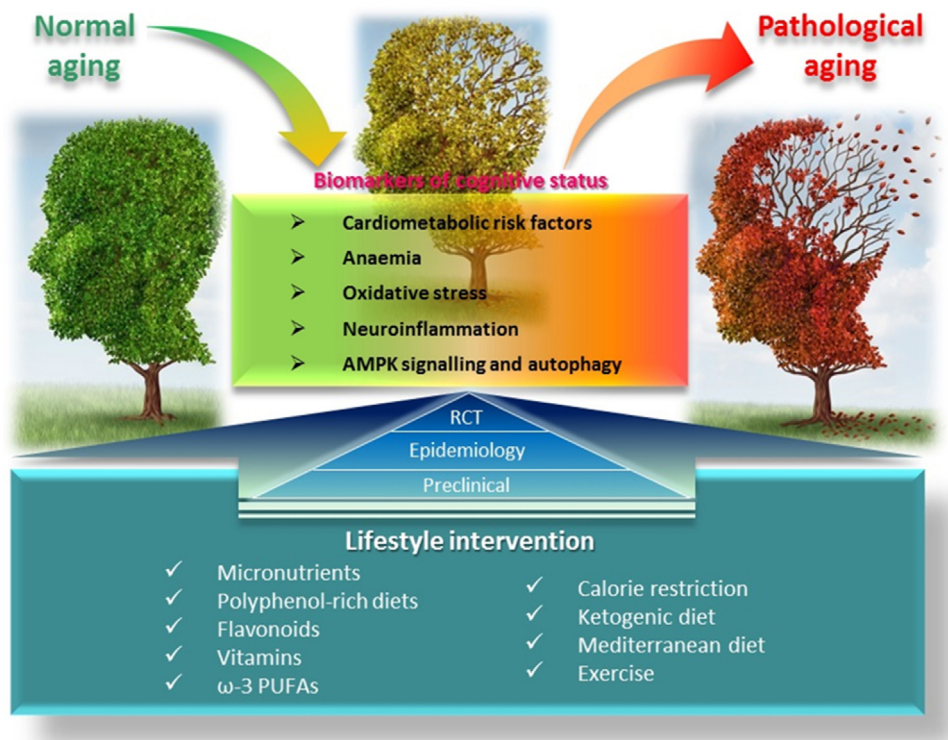 Normal
aging
Pathological
aging
Biomarkers of cognitive status
➢ Cardiometabolic risk factors
➢ Anaemia
➢ Oxidative stress
➢ Neuroinflammation
➢ AMPK signalling and autophagy
RCT
Epidemiology
Preclinical
Lifestyle intervention
✓ Micronutrients
✓ Polyphenol-rich diets
✓ Flavonoids
✓ Vitamins
✓ ω-3 PUFAs
✓ Calorie restriction
✓ Ketogenic diet
✓ Mediterranean diet
✓ Exercise